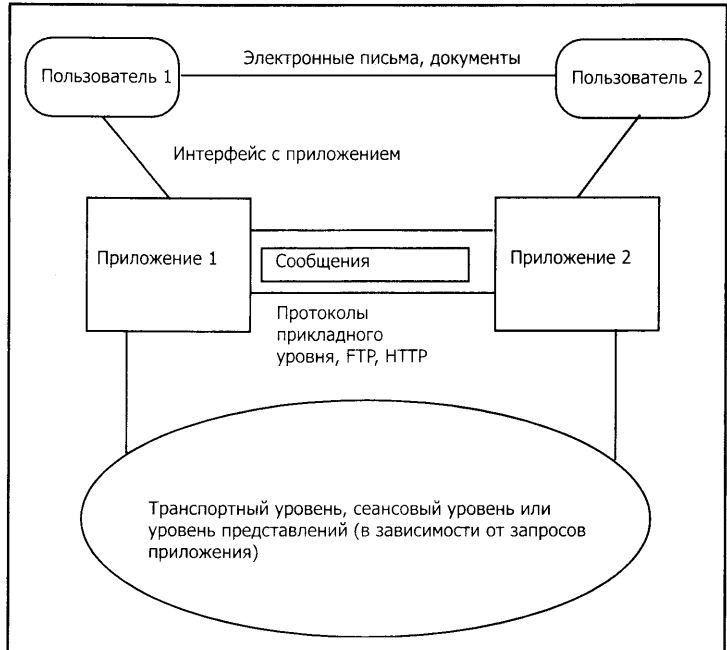 Электронные письма, документы
Пользователь 1
Пользователь 2
Интерфейс с приложением
Приложение 1
Сообщения
Приложение 2
Протоколы
прикладного
уровня, FTP, HTTP
Транспортный уровень, сеансовый уровень или
уровень представлений (в зависимости от запросов
приложения)